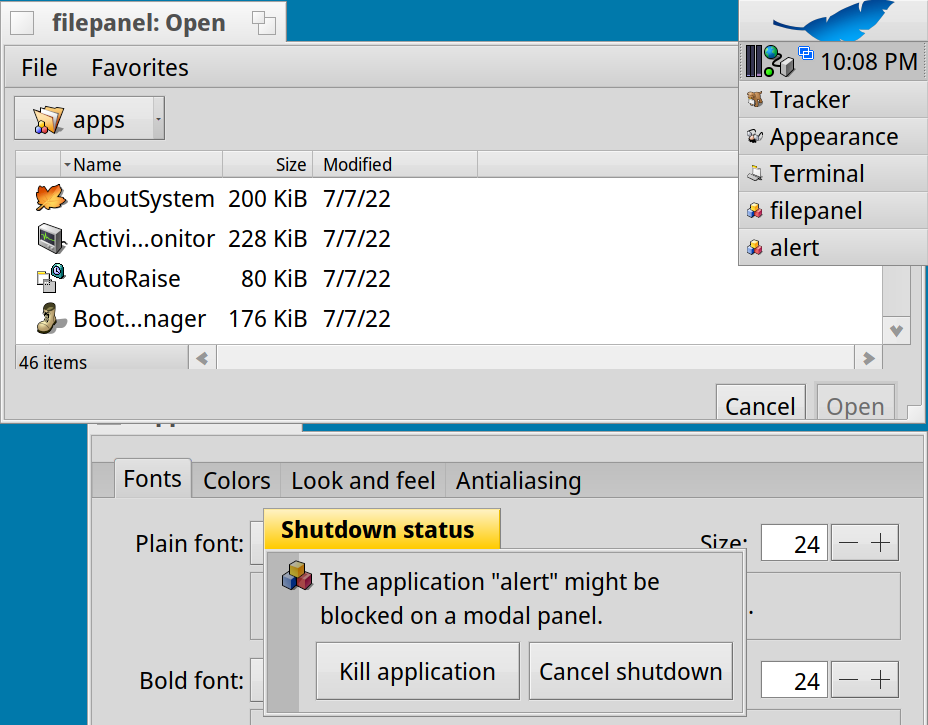 filepanel: Open
File Favorites
apps
Name Size Modified
AboutSystem 200 KiB 7/7/22
Activi...onitor 228 KiB 7/7/22
AutoRaise 80 KiB 7/7/22
Boot...nager 176 KiB 7/7/22
46 items
Cancel Open
10:08 PM
Tracker
Appearance
Terminal
filepanel
alert
Fonts Colors Look and feel Antialiasing
Plain font: Size: 24
Shutdown status
The application "alert" might be
blocked on a modal panel.
Kill application Cancel shutdown
Bold font: 24